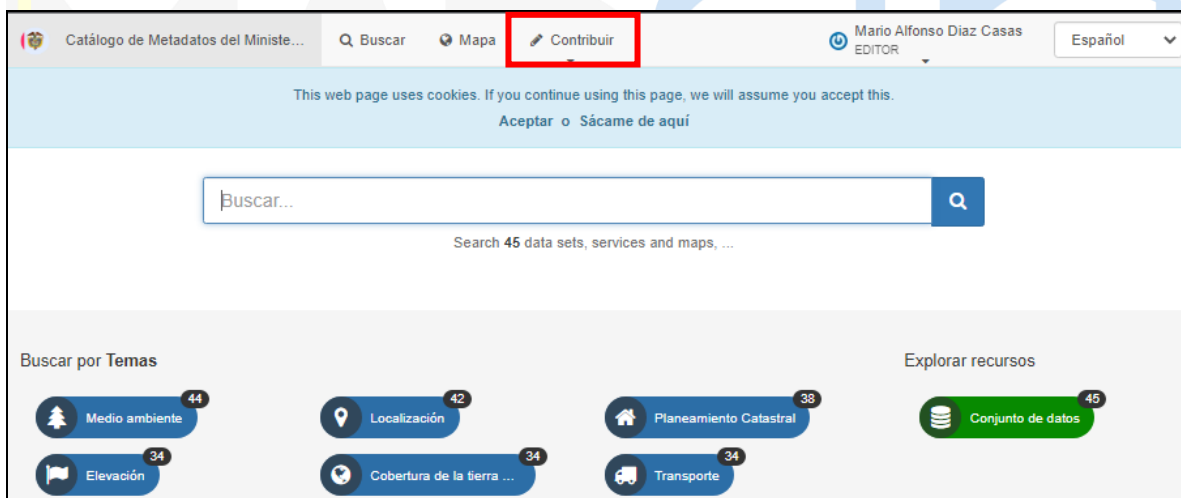 Catálogo de Metadatos del Ministe...
Buscar
Mapa
Contribuir
Mario Alfonso Diaz Casas
EDITOR
Español
This web page uses cookies. If you continue using this page, we will assume you accept this.
Aceptar o Sácame de aquí
Buscar...
Search 45 data sets, services and maps, ...
Buscar por Temas
Explorar recursos
44
Medio ambiente
42
Localización
38
Planeamiento Catastral
45
Conjunto de datos
34
Elevación
34
Cobertura de la tierra ...
34
Transporte